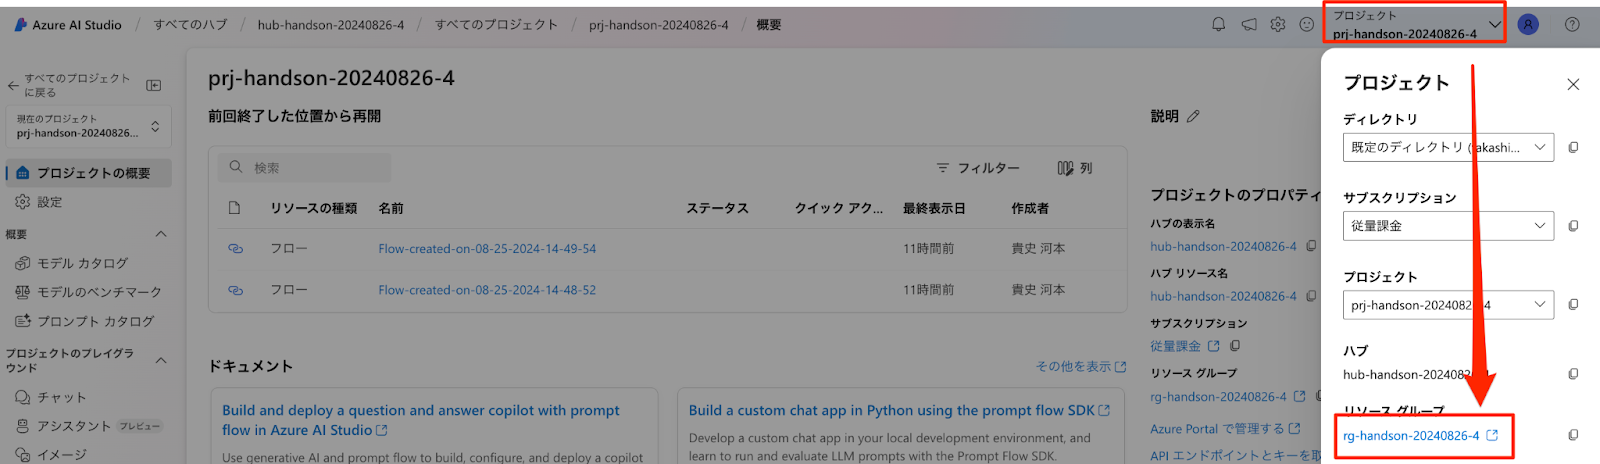 Azure AI Studio / すべてのハブ / hub-handson-20240826-4 / すべてのプロジェクト / prj-handson-20240826-4 / 概要
プロジェクト
prj-handson-20240826-4
すべてのプロジェクト
に戻る
現在のプロジェクト
prj-handson-20240826...
プロジェクトの概要
設定
概要
モデル カタログ
モデルのベンチマーク
プロンプト カタログ
プロジェクトのプレイグラ
ウンド
チャット
アシスタント プレビュー
イメージ
prj-handson-20240826-4
前回終了した位置から再開
検索
フィルター
列
リソースの種類 名前 ステータス クイック アク... 最終表示日 作成者
フロー Flow-created-on-08-25-2024-14-49-54 11時間前 貴史 河本
フロー Flow-created-on-08-25-2024-14-48-52 11時間前 貴史 河本
ドキュメント
その他を表示
Build and deploy a question and answer copilot with prompt
flow in Azure AI Studio
Use generative AI and prompt flow to build, configure, and deploy a copilot
Build a custom chat app in Python using the prompt flow SDK
Develop a custom chat app in your local development environment, and
learn to run and evaluate LLM prompts with the Prompt Flow SDK.
説明
プロジェクトのプロパティ
ハブの表示名
hub-handson-20240826-4
ハブ リソース名
hub-handson-20240826-4
サブスクリプション
従量課金
リソース グループ
rg-handson-20240826-4
Azure Portal で管理する
API エンドポイントとキーを取
プロジェクト
ディレクトリ
既定のディレクトリ (takashi...
サブスクリプション
従量課金
プロジェクト
prj-handson-20240826-4
ハブ
hub-handson-20240826-4
リソース グループ
rg-handson-20240826-4